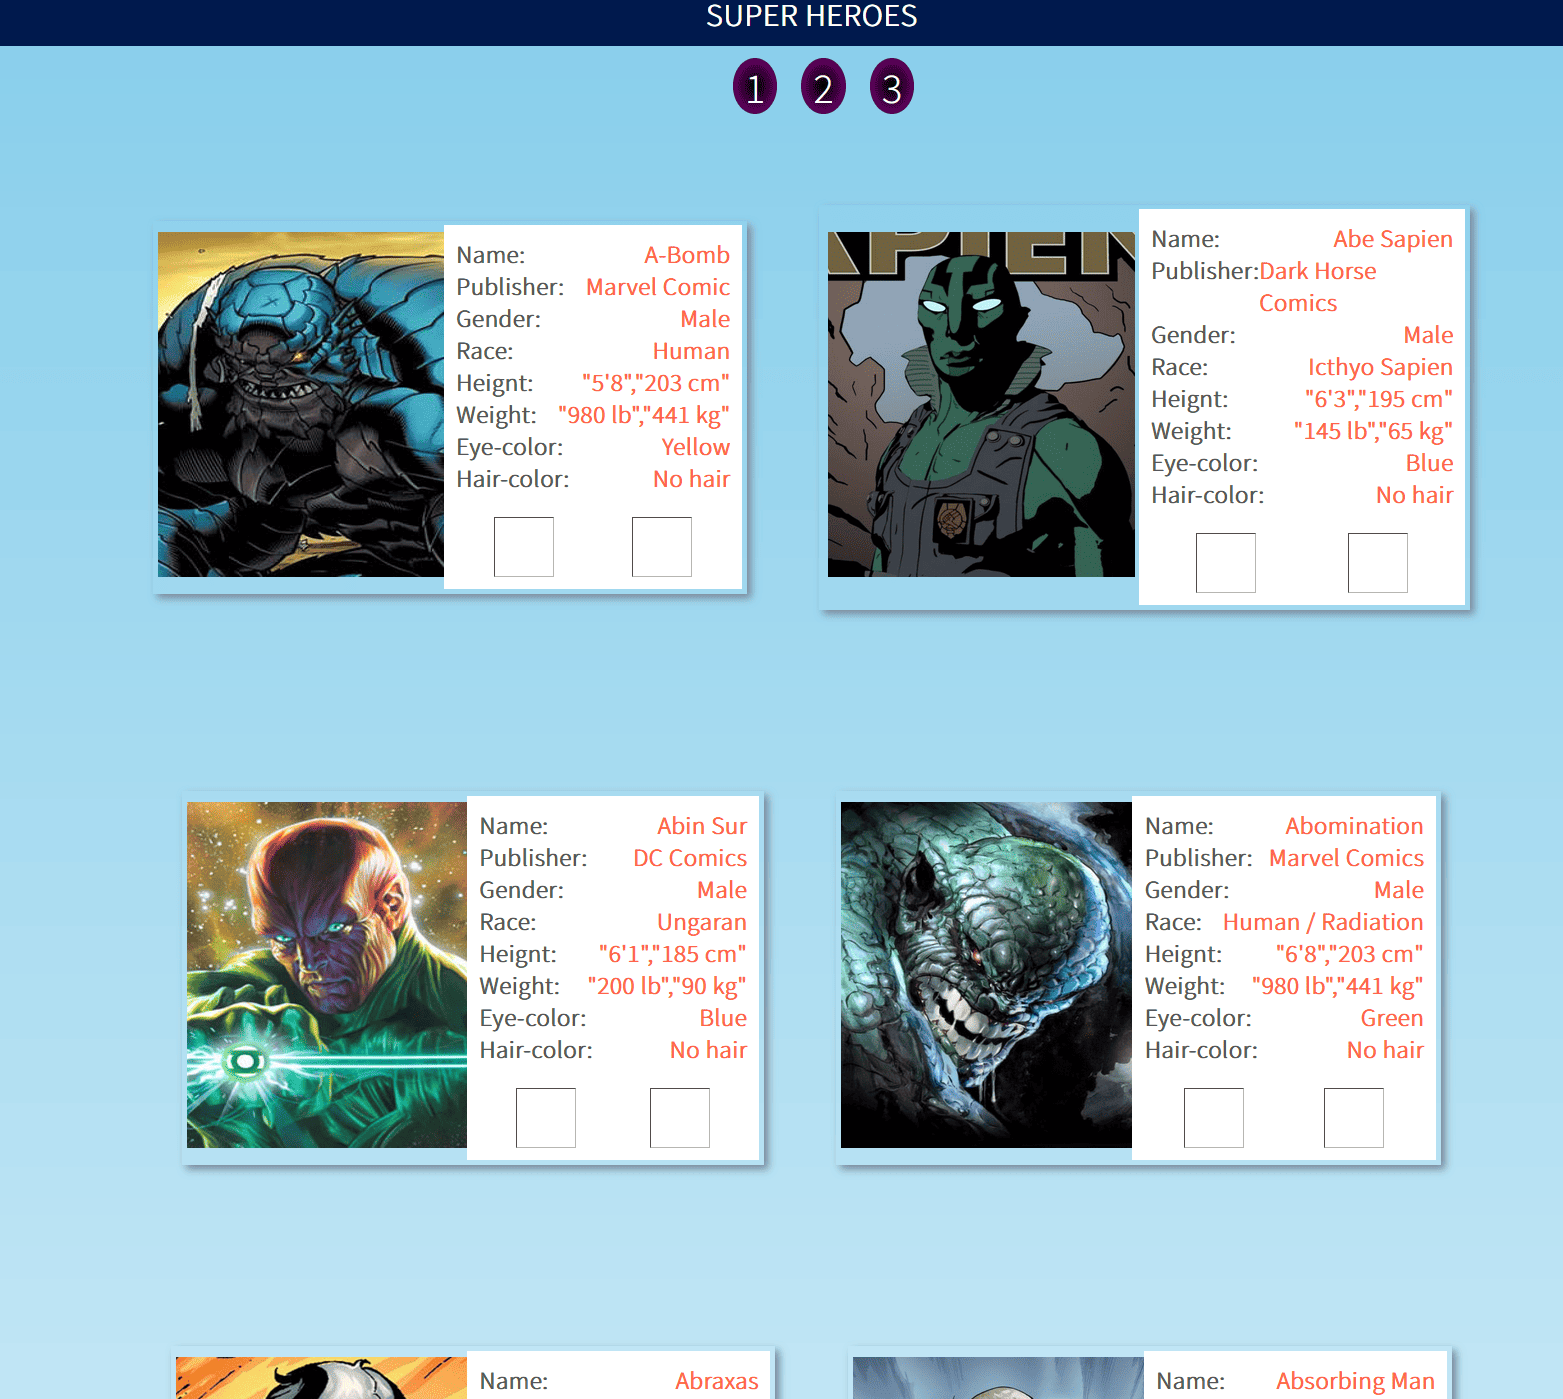 SUPER HEROES
1 2 3
Name: A-Bomb
Publisher: Marvel Comic
Gender: Male
Race: Human
Heignt: "5'8","203 cm"
Weight: "980 lb","441 kg"
Eye-color: Yellow
Hair-color: No hair
APIEN
Name: Abe Sapien
Publisher:Dark Horse
Comics
Gender: Male
Race: Icthyo Sapien
Heignt: "6'3","195 cm"
Weight: "145 lb","65 kg"
Eye-color: Blue
Hair-color: No hair
Name: Abin Sur
Publisher: DC Comics
Gender: Male
Race: Ungaran
Heignt: "6'1","185 cm"
Weight: "200 lb","90 kg"
Eye-color: Blue
Hair-color: No hair
Name: Abomination
Publisher: Marvel Comics
Gender: Male
Race: Human / Radiation
Heignt: "6'8","203 cm"
Weight: "980 lb","441 kg"
Eye-color: Green
Hair-color: No hair
Name: Abraxas
Name: Absorbing Man